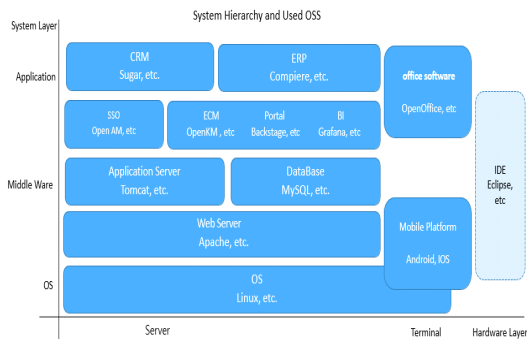 System Hierarchy and Used OSS
System Layer
Application
CRM
Sugar, etc.
ERP
Compiere, etc.
office software
OpenOffice, etc
SSO
Open AM, etc
ECM
OpenKM , etc
Portal
Backstage, etc
BI
Grafana, etc.
IDE
Eclipse,
etc
Middle Ware
Application Server
Tomcat, etc.
DataBase
MySQL, etc.
Web Server
Apache, etc.
Mobile Platform
Android, IOS
OS
OS
Linux, etc.
Server
Terminal
Hardware Layer